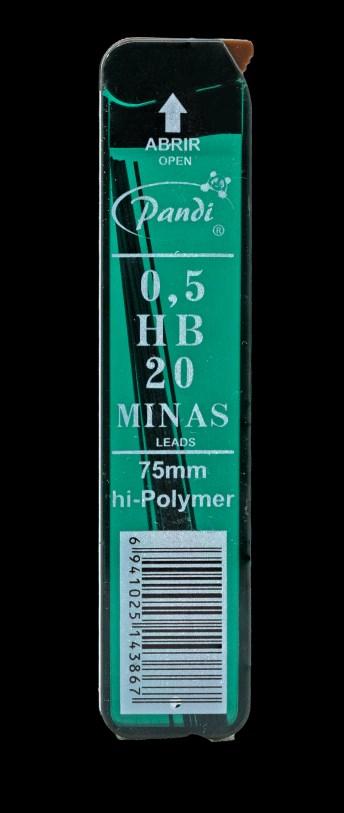 ABRIR
OPEN
Pandi
®
0,5
HB
20
MINAS
LEADS
75mm
hi-Polymer
6941025143867